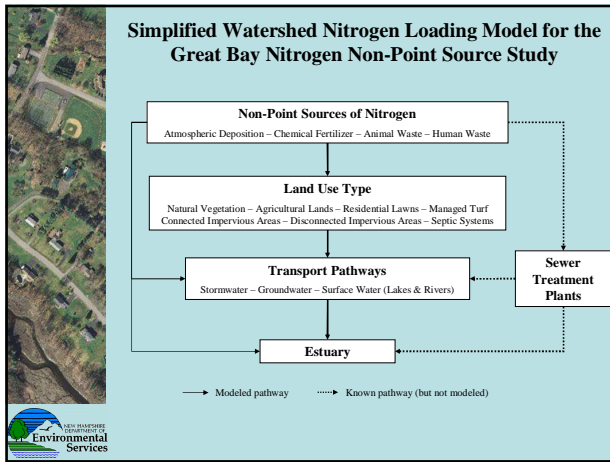 Simplified Watershed Nitrogen Loading Model for the
Great Bay Nitrogen Non-Point Source Study
Non-Point Sources of Nitrogen
Atmospheric Deposition – Chemical Fertilizer – Animal Waste – Human Waste
Land Use Type
Natural Vegetation – Agricultural Lands – Residential Lawns – Managed Turf
Connected Impervious Areas – Disconnected Impervious Areas – Septic Systems
Transport Pathways
Stormwater – Groundwater – Surface Water (Lakes & Rivers)
Sewer
Treatment
Plants
Estuary
Modeled pathway
Known pathway (but not modeled)
NEW HAMPSHIRE
DEPARTMENT OF
Environmental
Services